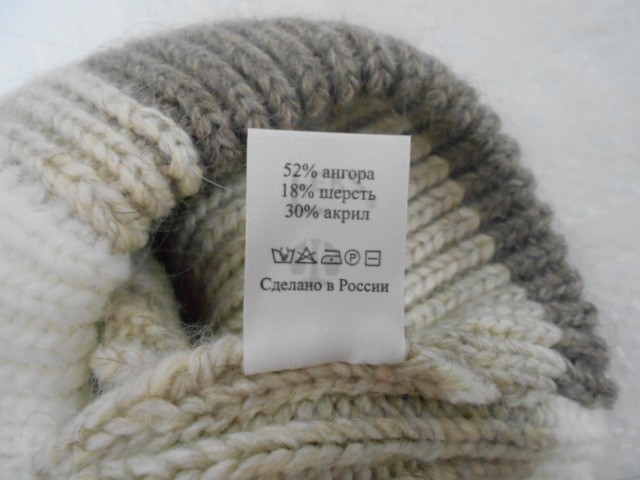 52% ангора
18% шерсть
30% акрил
P
Сделано в России